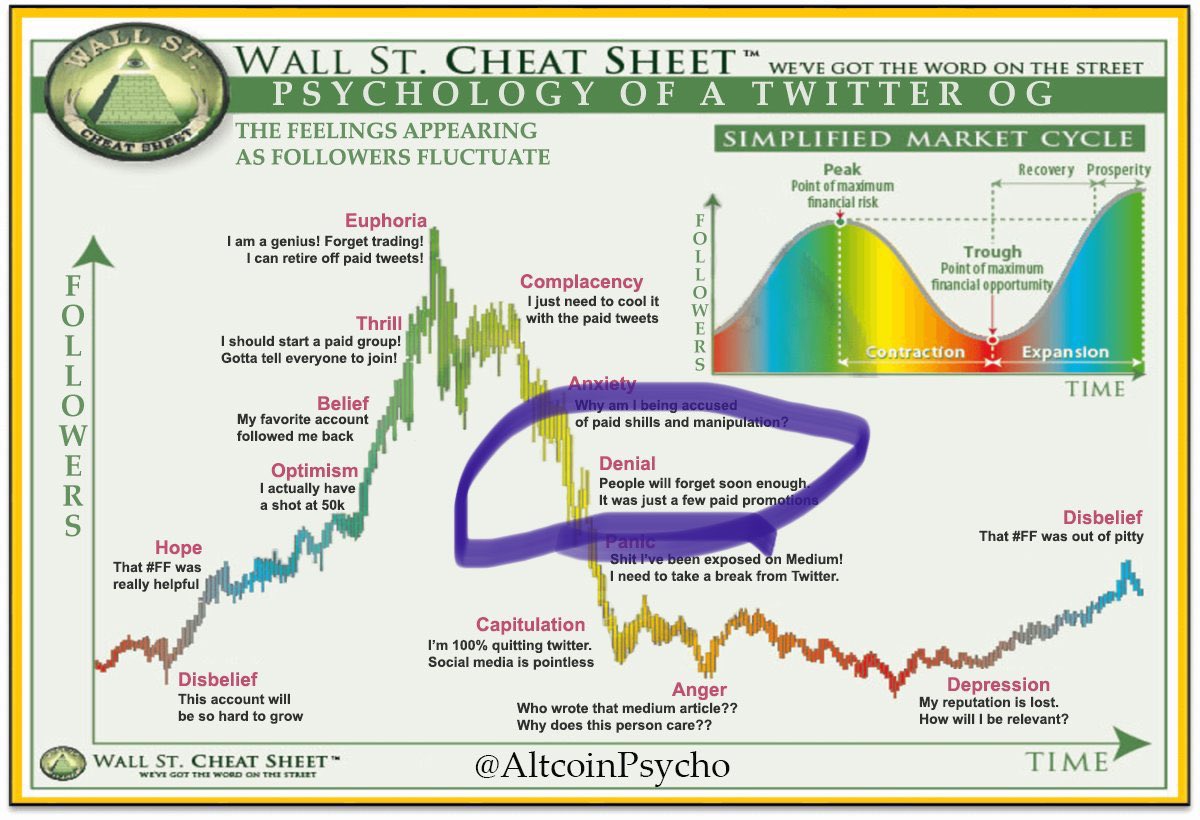 WALL ST.
CHEAT SHEET
WALL ST. CHEAT SHEET™ WE'VE GOT THE WORD ON THE STREET
PSYCHOLOGY OF A TWITTER OG
THE FEELINGS APPEARING
AS FOLLOWERS FLUCTUATE
SIMPLIFIED MARKET CYCLE
Peak
Point of maximum
financial risk
Recovery
Prosperity
Trough
Point of maximum
financial opportunity
Contraction
Expansion
FOLLOWERS
TIME
FOLLOWERS
Euphoria
I am a genius! Forget trading!
I can retire off paid tweets!
Complacency
I just need to cool it
with the paid tweets
Thrill
I should start a paid group!
Gotta tell everyone to join!
Anxiety
Why am I being accused
of paid shills and manipulation?
Belief
My favorite account
followed me back
Denial
People will forget soon enough.
It was just a few paid promotions
Optimism
I actually have
a shot at 50k
Panic
Shit I've been exposed on Medium!
I need to take a break from Twitter.
Hope
That #FF was
really helpful
Disbelief
That #FF was out of pitty
Capitulation
I'm 100% quitting twitter.
Social media is pointless
Disbelief
This account will
be so hard to grow
Anger
Who wrote that medium article??
Why does this person care??
Depression
My reputation is lost.
How will I be relevant?
WALL ST. CHEAT SHEET™
WE'VE GOT THE WORD ON THE STREET
@AltcoinPsycho
TIME